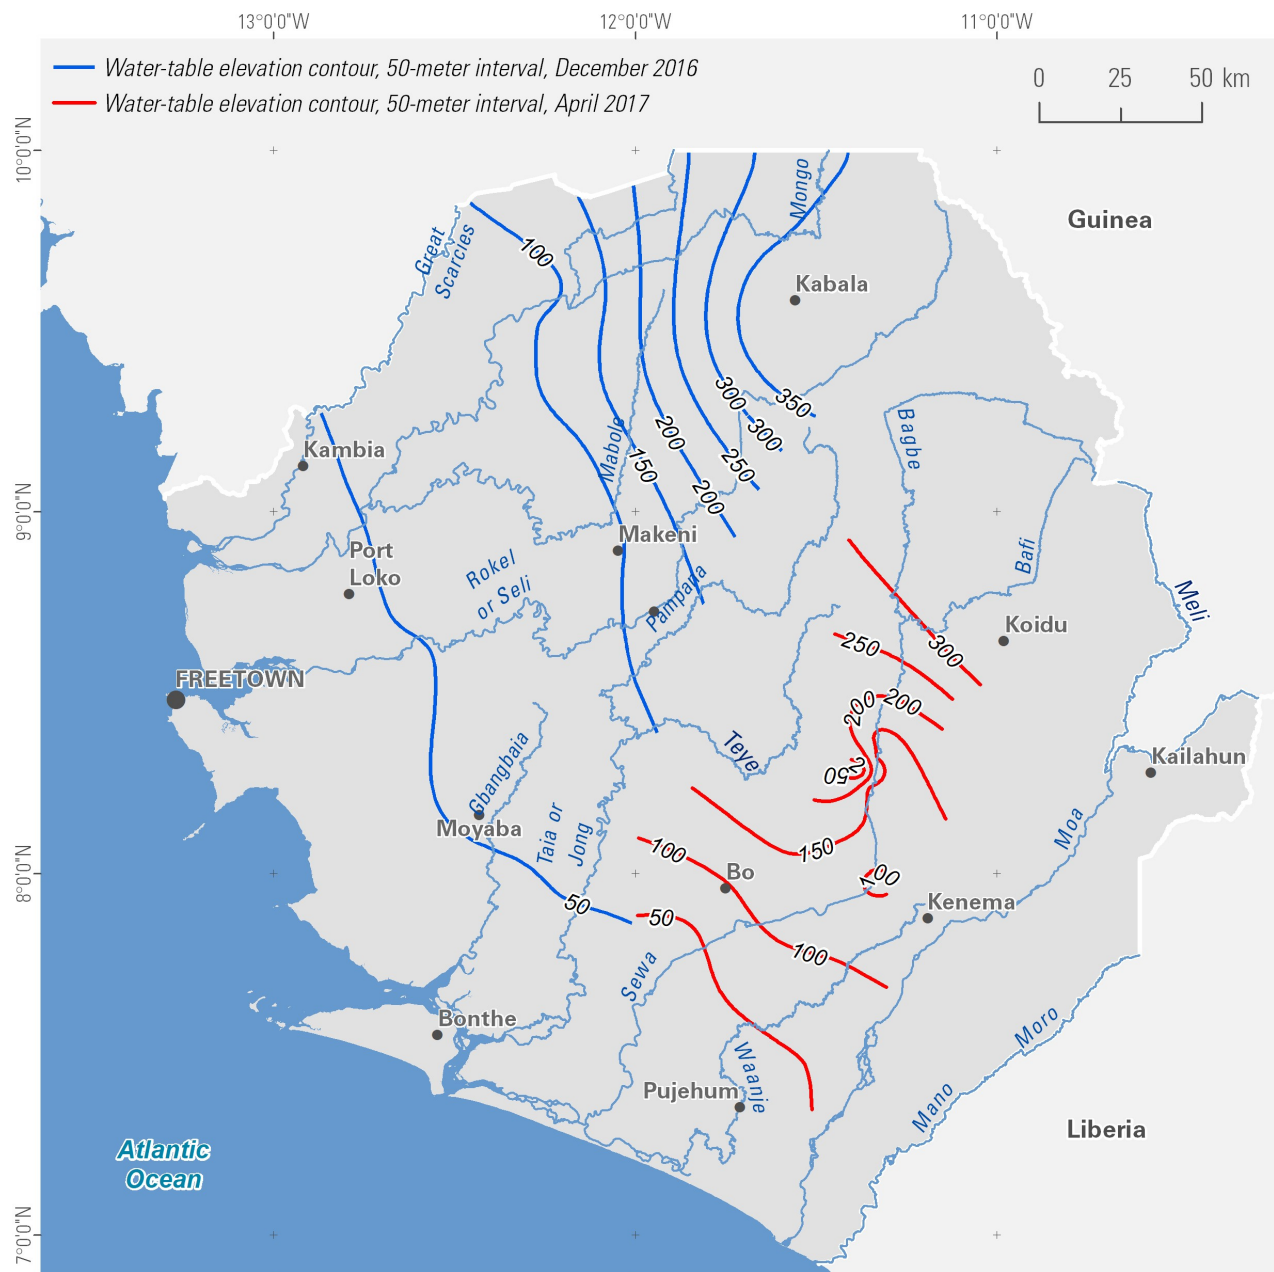 13°0'0"W
12°0'0"W
11°0'0"W
Water-table elevation contour, 50-meter interval, December 2016
Water-table elevation contour, 50-meter interval, April 2017
0 25 50 km
10°0'0"N
9°0'0"N
8°0'0"N
7°0'0"N
Guinea
Mongo
Great
Scarcies
100
Kabala
300
350
300
Kambia
Mabole
200
150
250
200
Bagbe
Makeni
Port
Loko
Rokel
or Seli
Pampana
Bafi
Meli
Koidu
250
300
FREETOWN
200
200
Teye
Gbangbaia
250
Kailahun
Moyaba
Taia or
Jong
Moa
100
150
Bo
100
Kenema
50
50
100
Sewa
Bonthe
Moro
Waanje
Pujehum
Mano
Liberia
Atlantic
Ocean